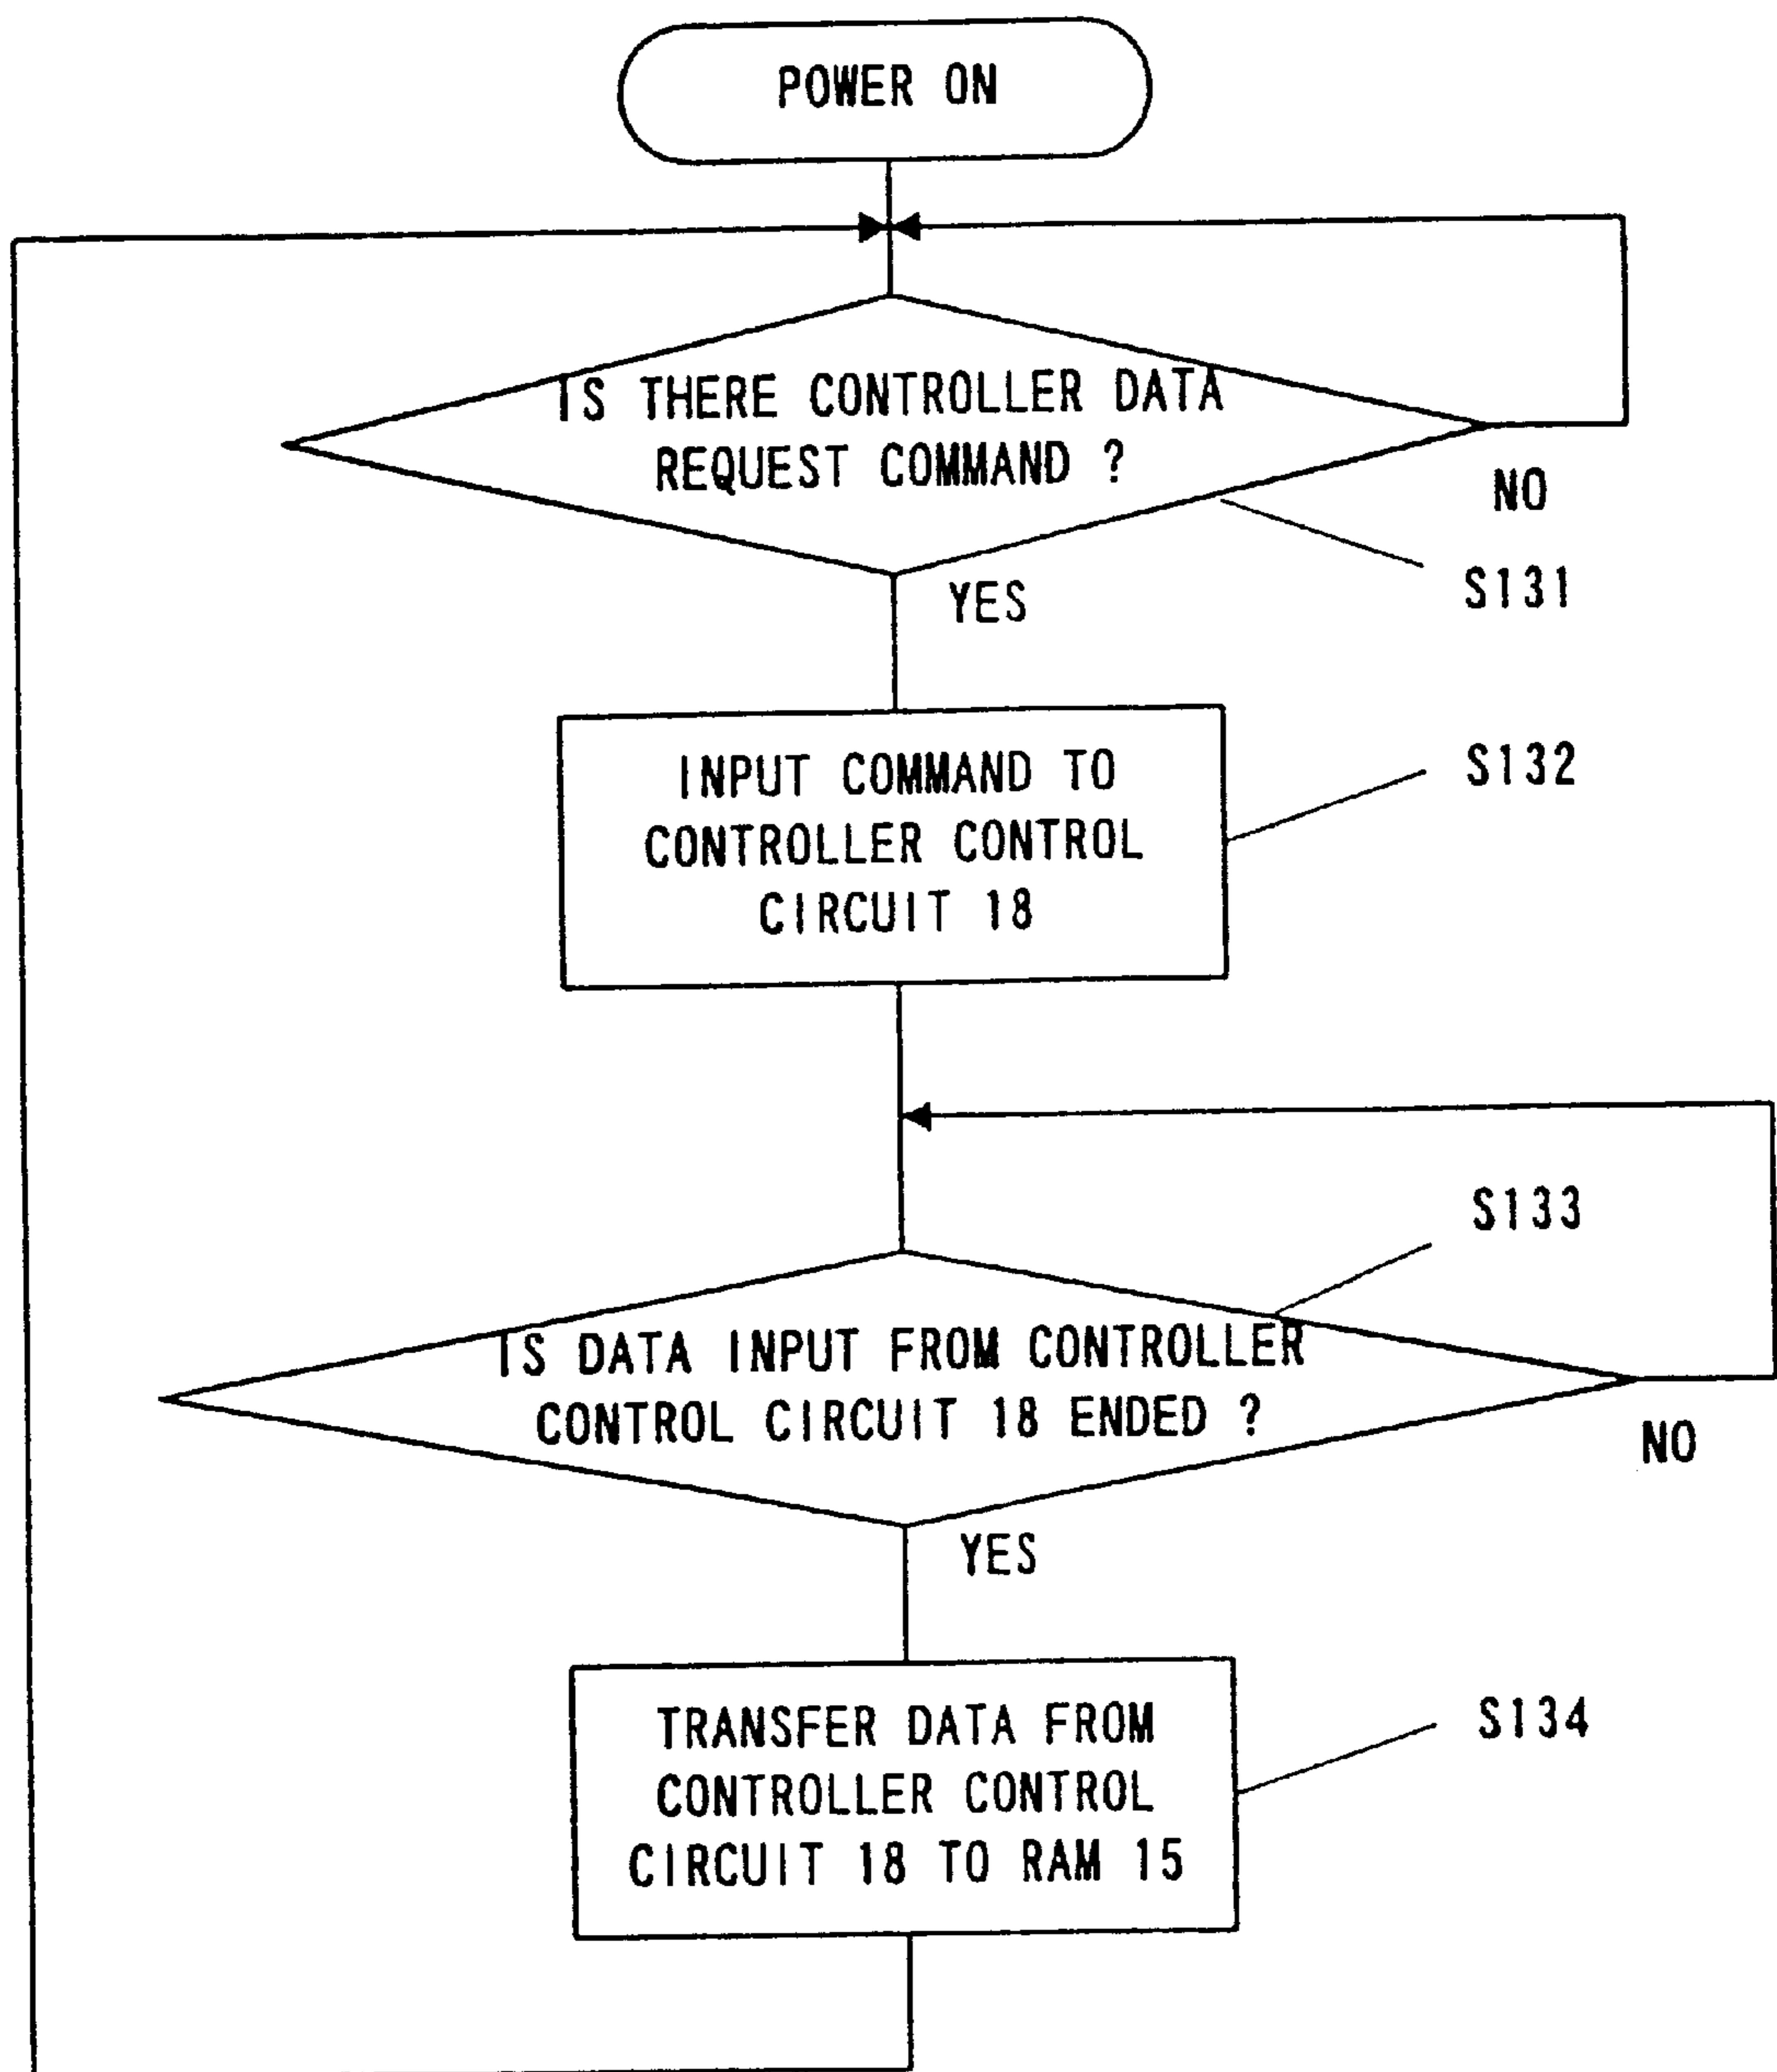 POWER ON
IS THERE CONTROLLER DATA
REQUEST COMMAND ?
NO
S131
YES
INPUT COMMAND TO
CONTROLLER CONTROL
CIRCUIT 18
S132
S133
IS DATA INPUT FROM CONTROLLER
CONTROL CIRCUIT 18 ENDED ?
NO
YES
TRANSFER DATA FROM
CONTROLLER CONTROL
CIRCUIT 18 TO RAM 15
S134